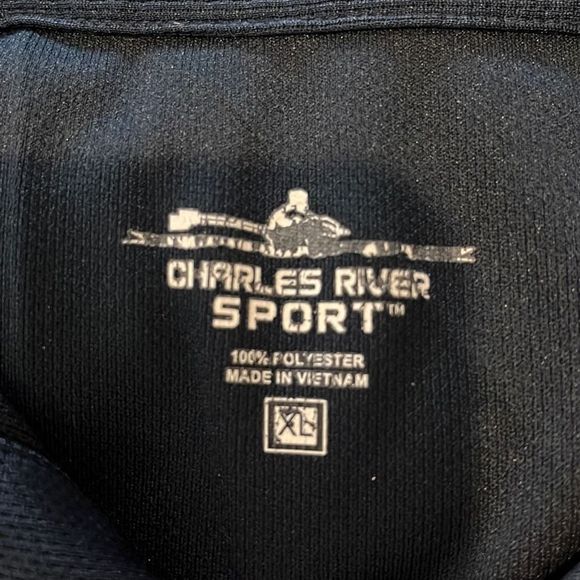 CHARLES RIVER
SPORT™
100% POLYESTER
MADE IN VIETNAM
XL